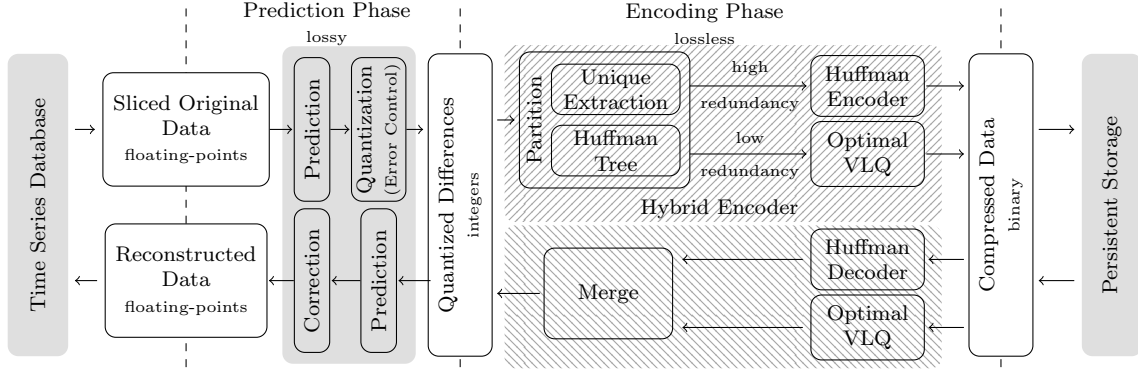 Prediction Phase
lossy
Encoding Phase
lossless
Time Series Database
Sliced Original
Data
floating-points
Prediction
Quantization
(Error Control)
Quantized Differences
integers
Partition
Unique
Extraction
Huffman
Tree
high
redundancy
low
redundancy
Huffman
Encoder
Optimal
VLQ
Hybrid Encoder
Compressed Data
binary
Persistent Storage
Reconstructed
Data
floating-points
Correction
Prediction
Merge
Huffman
Decoder
Optimal
VLQ